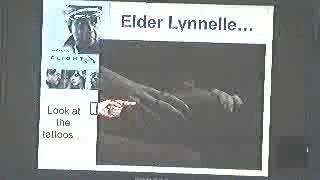 Elder Lynnelle...
FLIGHT
Look at
the
tattoos...